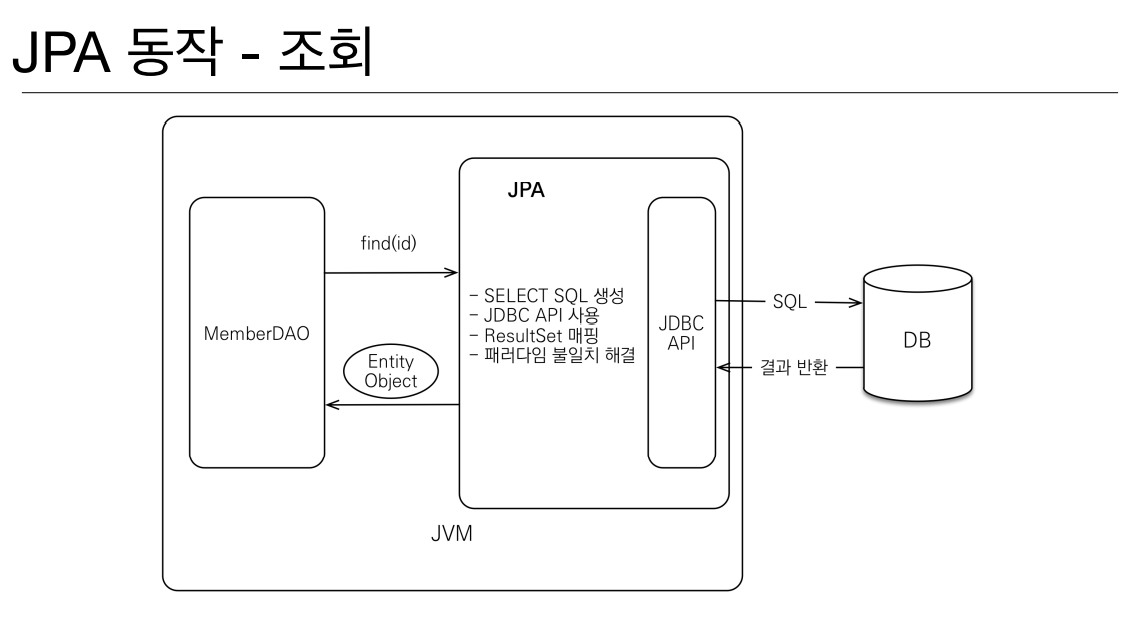 JPA 동작 - 조회
JPA
find(id)
- SELECT SQL 생성
- JDBC API 사용
- ResultSet 매핑
- 패러다임 불일치 해결
MemberDAO
Entity
Object
JDBC
API
SQL
결과 반환
DB
JVM